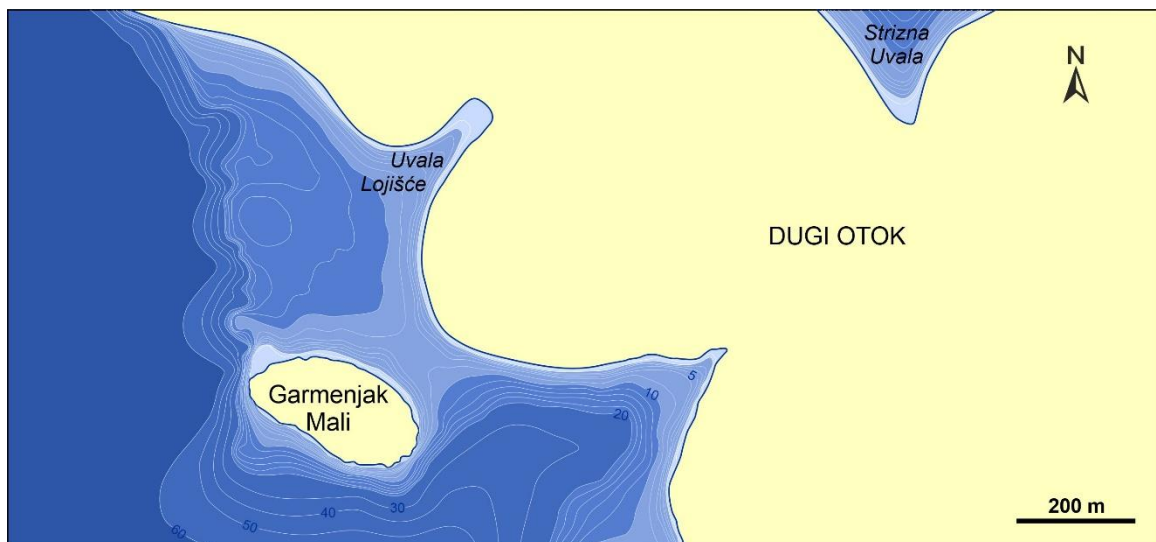 Strizna
Uvala
N
Uvala
Lojišće
DUGI OTOK
Garmenjak
Mali
5
10
20
30
40
50
60
200 m